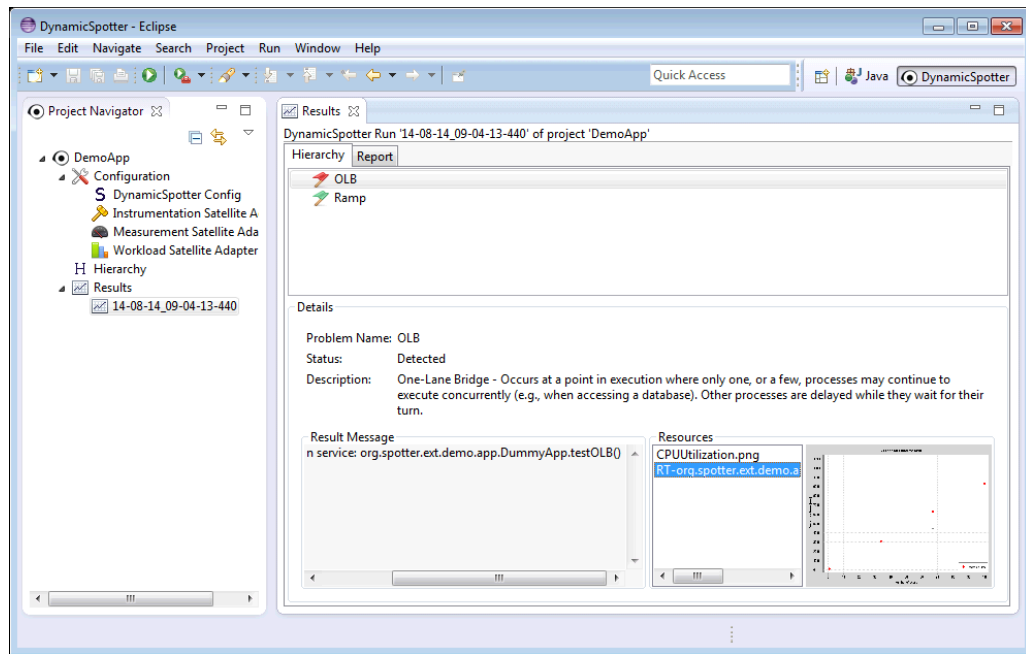 DynamicSpotter - Eclipse
File Edit Navigate Search Project Run Window Help
Quick Access
Java
DynamicSpotter
Project Navigator
DemoApp
Configuration
DynamicSpotter Config
Instrumentation Satellite A
Measurement Satellite Ada
Workload Satellite Adapter
Hierarchy
Results
14-08-14_09-04-13-440
Results
DynamicSpotter Run '14-08-14_09-04-13-440' of project 'DemoApp'
Hierarchy Report
OLB
Ramp
Details
Problem Name: OLB
Status: Detected
Description: One-Lane Bridge - Occurs at a point in execution where only one, or a few, processes may continue to
execute concurrently (e.g., when accessing a database). Other processes are delayed while they wait for their
turn.
Result Message
n service: org.spotter.ext.demo.app.DummyApp.testOLB()
Resources
CPUUtilization.png
RT-org.spotter.ext.demo.a